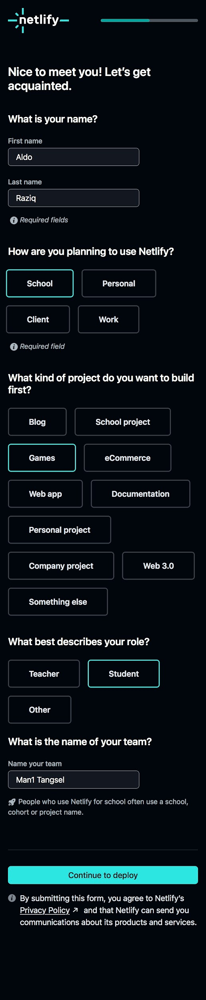 netlify
Nice to meet you! Let's get
acquainted.
What is your name?
First name
Aldo
Last name
Raziq
Required fields
How are you planning to use Netlify?
School Personal
Client Work
Required field
What kind of project do you want to build
first?
Blog School project
Games eCommerce
Web app Documentation
Personal project
Company project Web 3.0
Something else
What best describes your role?
Teacher Student
Other
What is the name of your team?
Name your team
Man1 Tangsel
People who use Netlify for school often use a school,
cohort or project name.
Continue to deploy
By submitting this form, you agree to Netlify's
Privacy Policy and that Netlify can send you
communications about its products and services.